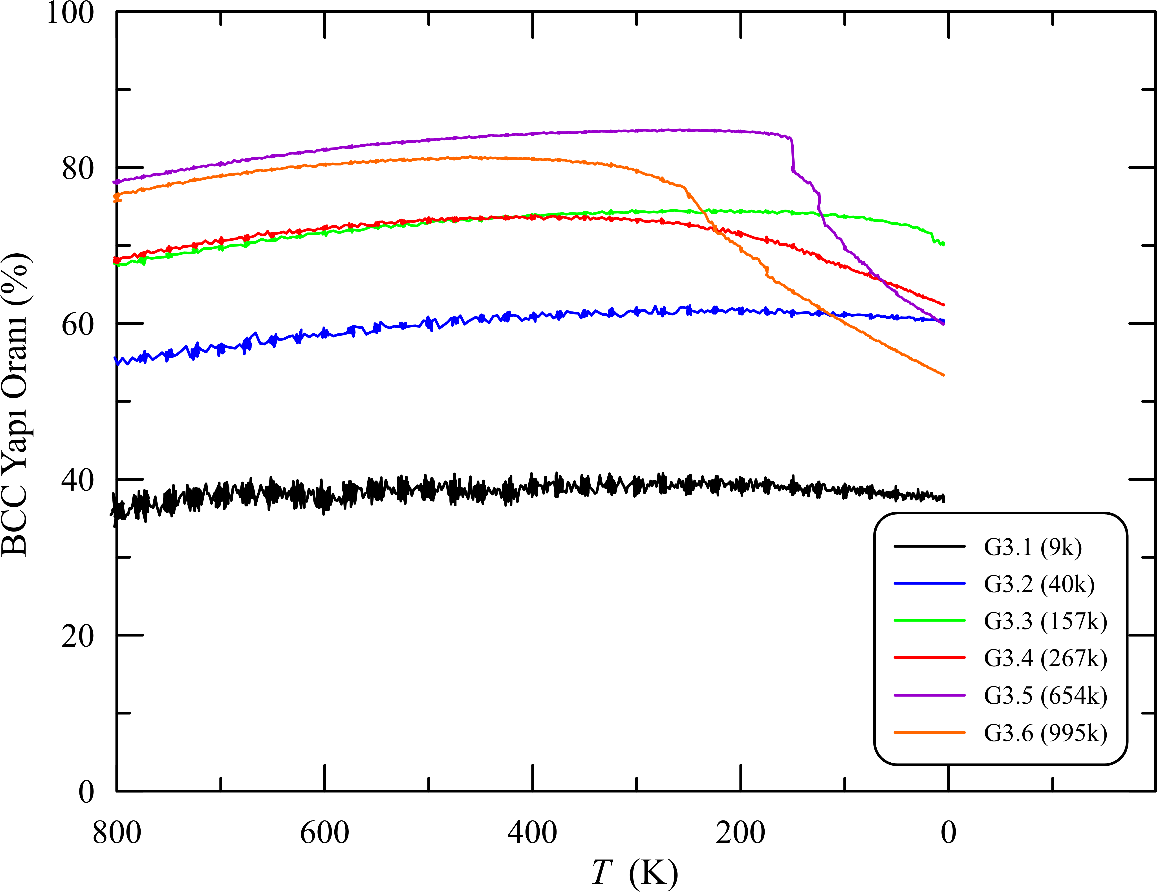 100
80
60
40
20
0
BCC Yapı Oranı (%)
G3.1 (9k)
G3.2 (40k)
G3.3 (157k)
G3.4 (267k)
G3.5 (654k)
G3.6 (995k)
800 600 400 200 0
T (K)